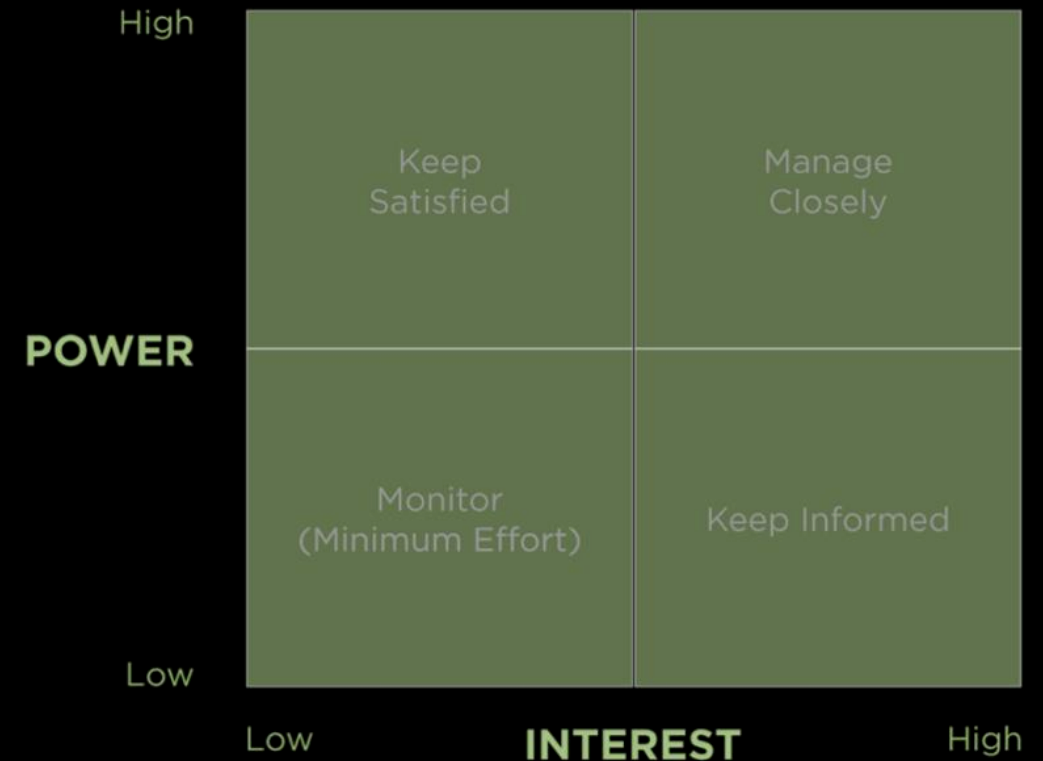 High
Keep
Satisfied
Manage
Closely
POWER
Monitor
(Minimum Effort)
Keep Informed
Low
Low
INTEREST
High